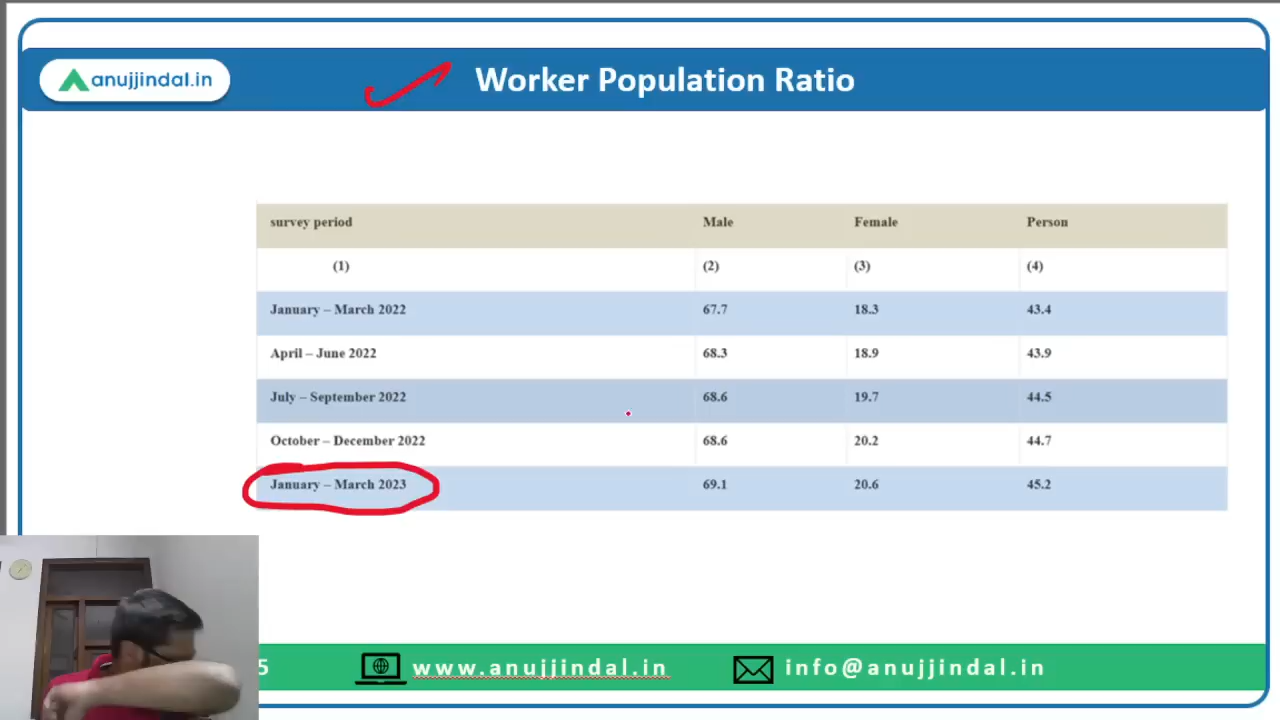 anujjindal.in
Worker Population Ratio
survey period Male Female Person
(1) (2) (3) (4)
January – March 2022 67.7 18.3 43.4
April – June 2022 68.3 18.9 43.9
July – September 2022 68.6 19.7 44.5
October – December 2022 68.6 20.2 44.7
January – March 2023 69.1 20.6 45.2
5 www.anujjindal.in info@anujjindal.in